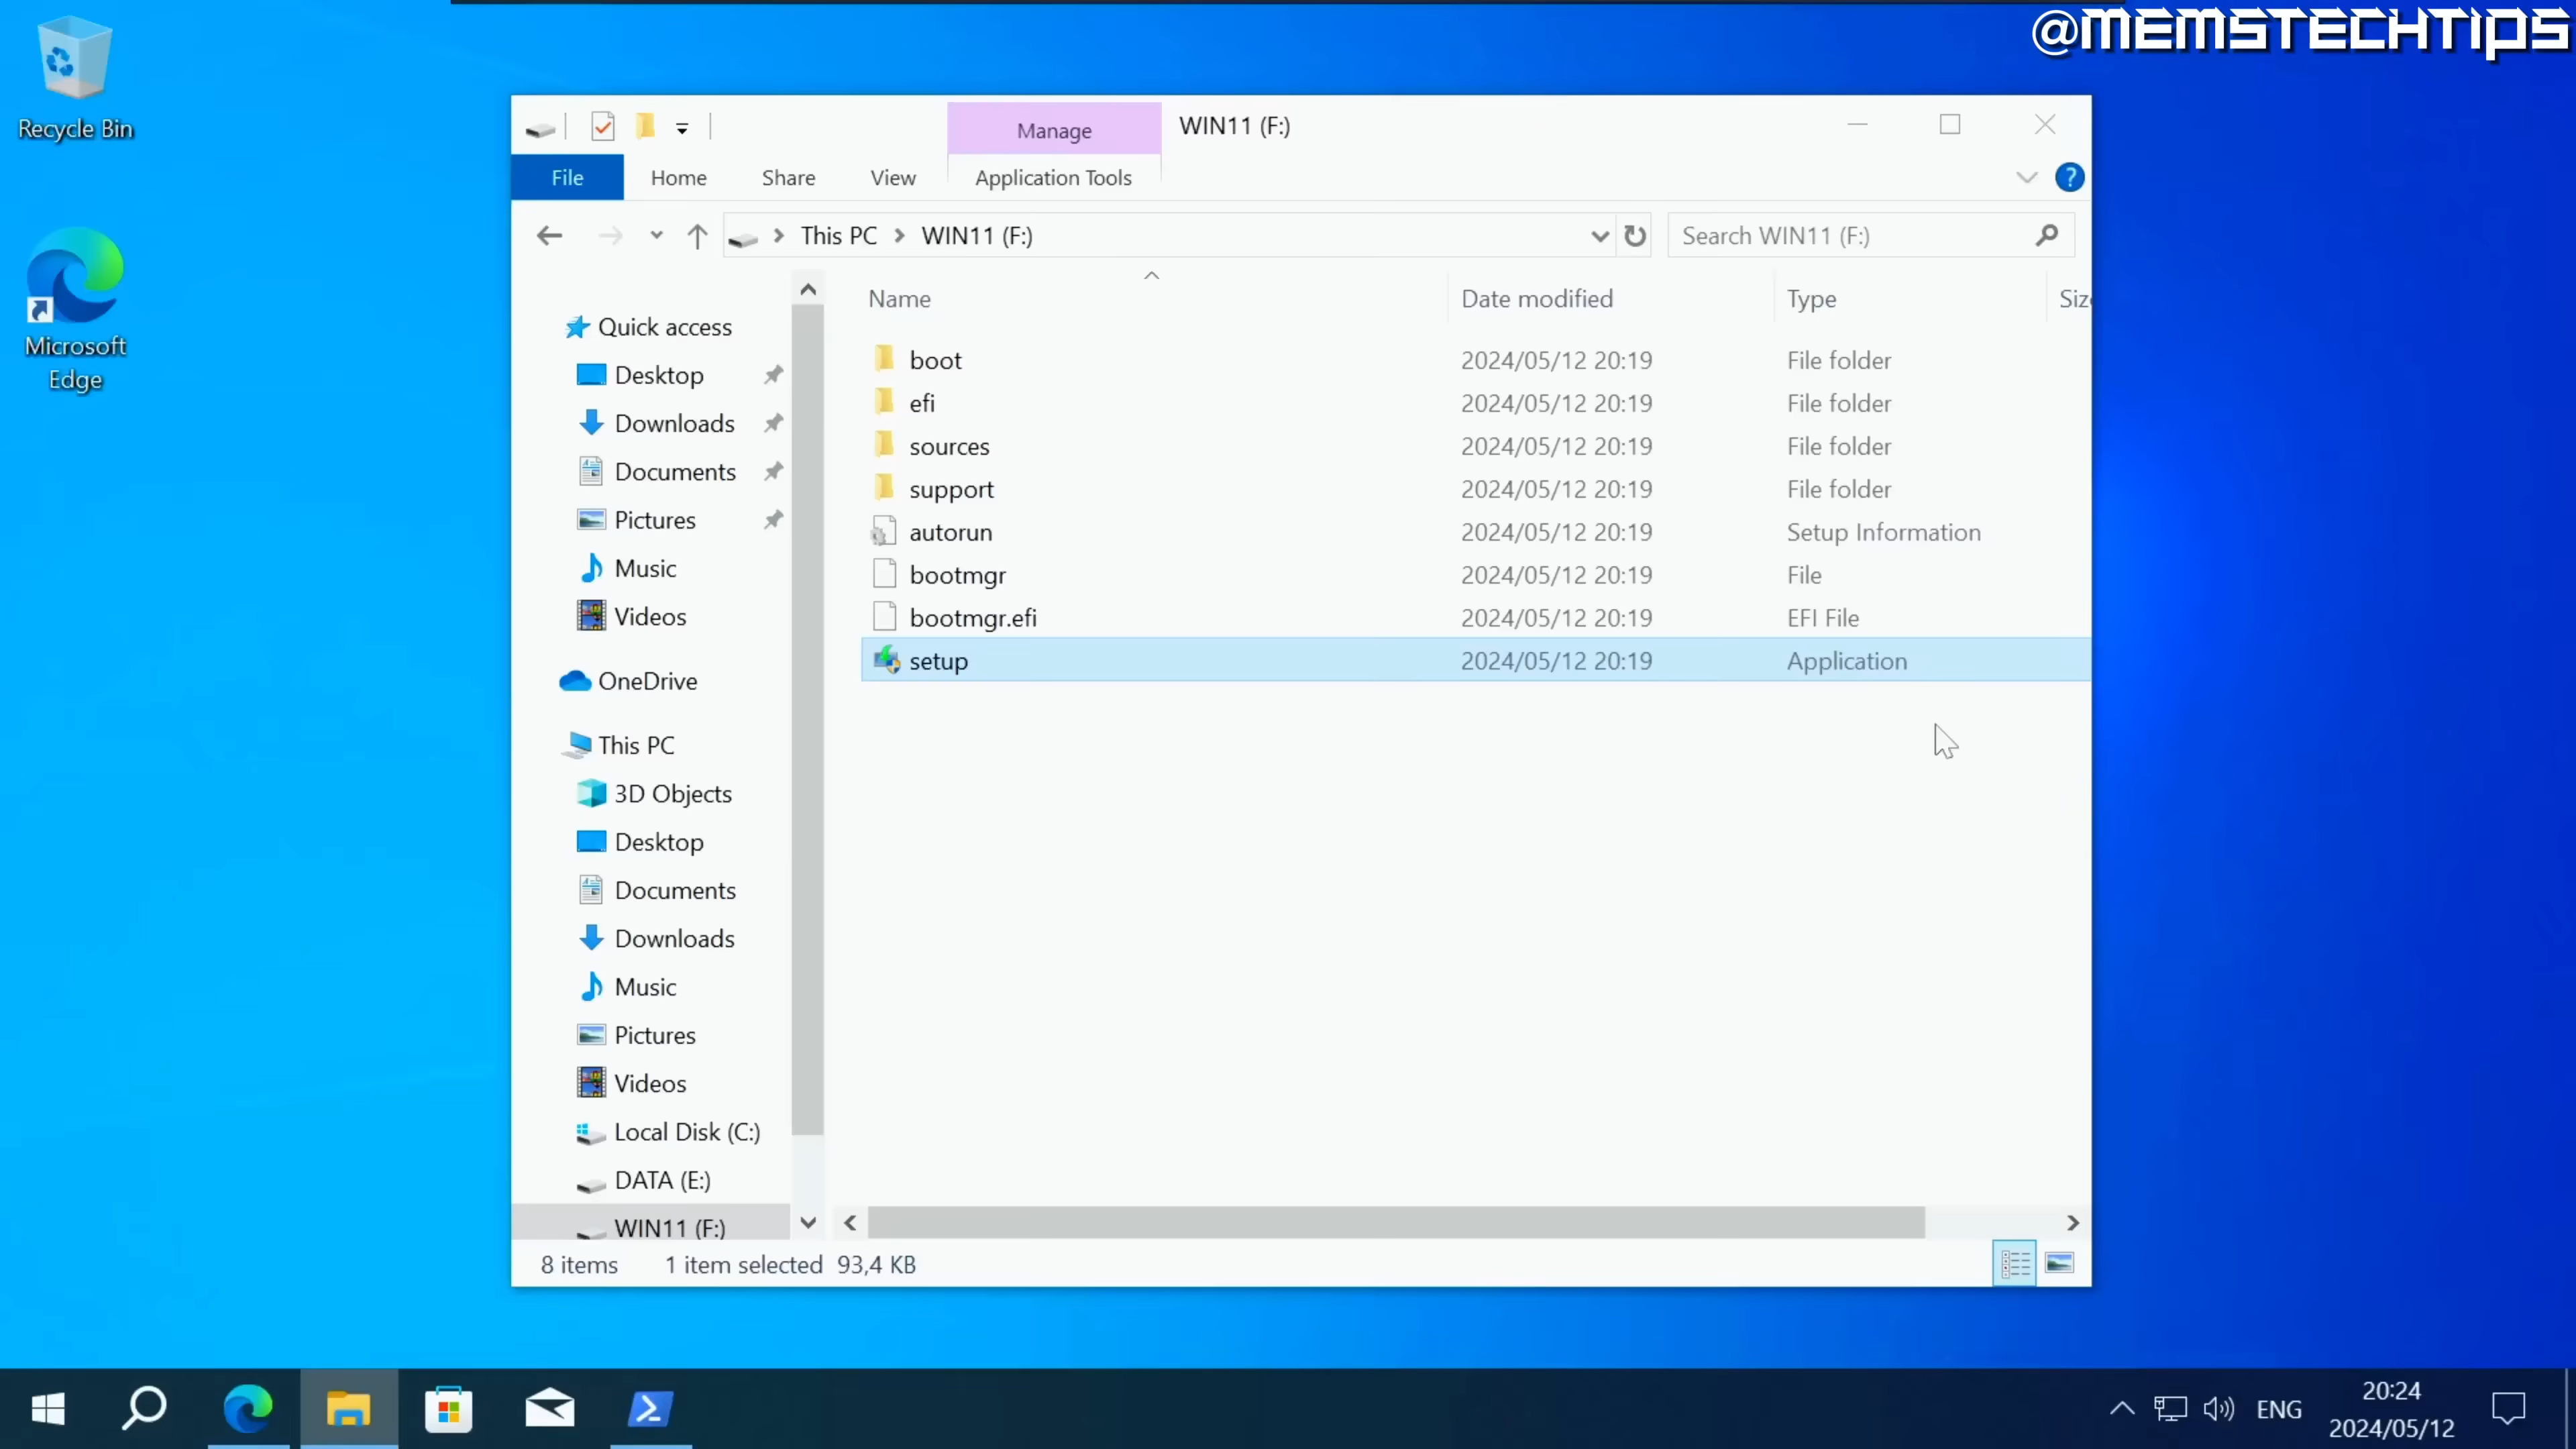 @MEMSTECHTIPS
Recycle Bin
Microsoft
Edge
Manage
WIN11 (F:)
File
Home
Share
View
Application Tools
?
This PC
WIN11 (F:)
Search WIN11 (F:)
Name
Date modified
Type
Siz
Quick access
Desktop
Downloads
Documents
Pictures
Music
Videos
OneDrive
This PC
3D Objects
Desktop
Documents
Downloads
Music
Pictures
Videos
Local Disk (C:)
DATA (E:)
WIN11 (F:)
boot 2024/05/12 20:19 File folder
efi 2024/05/12 20:19 File folder
sources 2024/05/12 20:19 File folder
support 2024/05/12 20:19 File folder
autorun 2024/05/12 20:19 Setup Information
bootmgr 2024/05/12 20:19 File
bootmgr.efi 2024/05/12 20:19 EFI File
setup 2024/05/12 20:19 Application
8 items 1 item selected 93,4 KB
ENG
20:24
2024/05/12